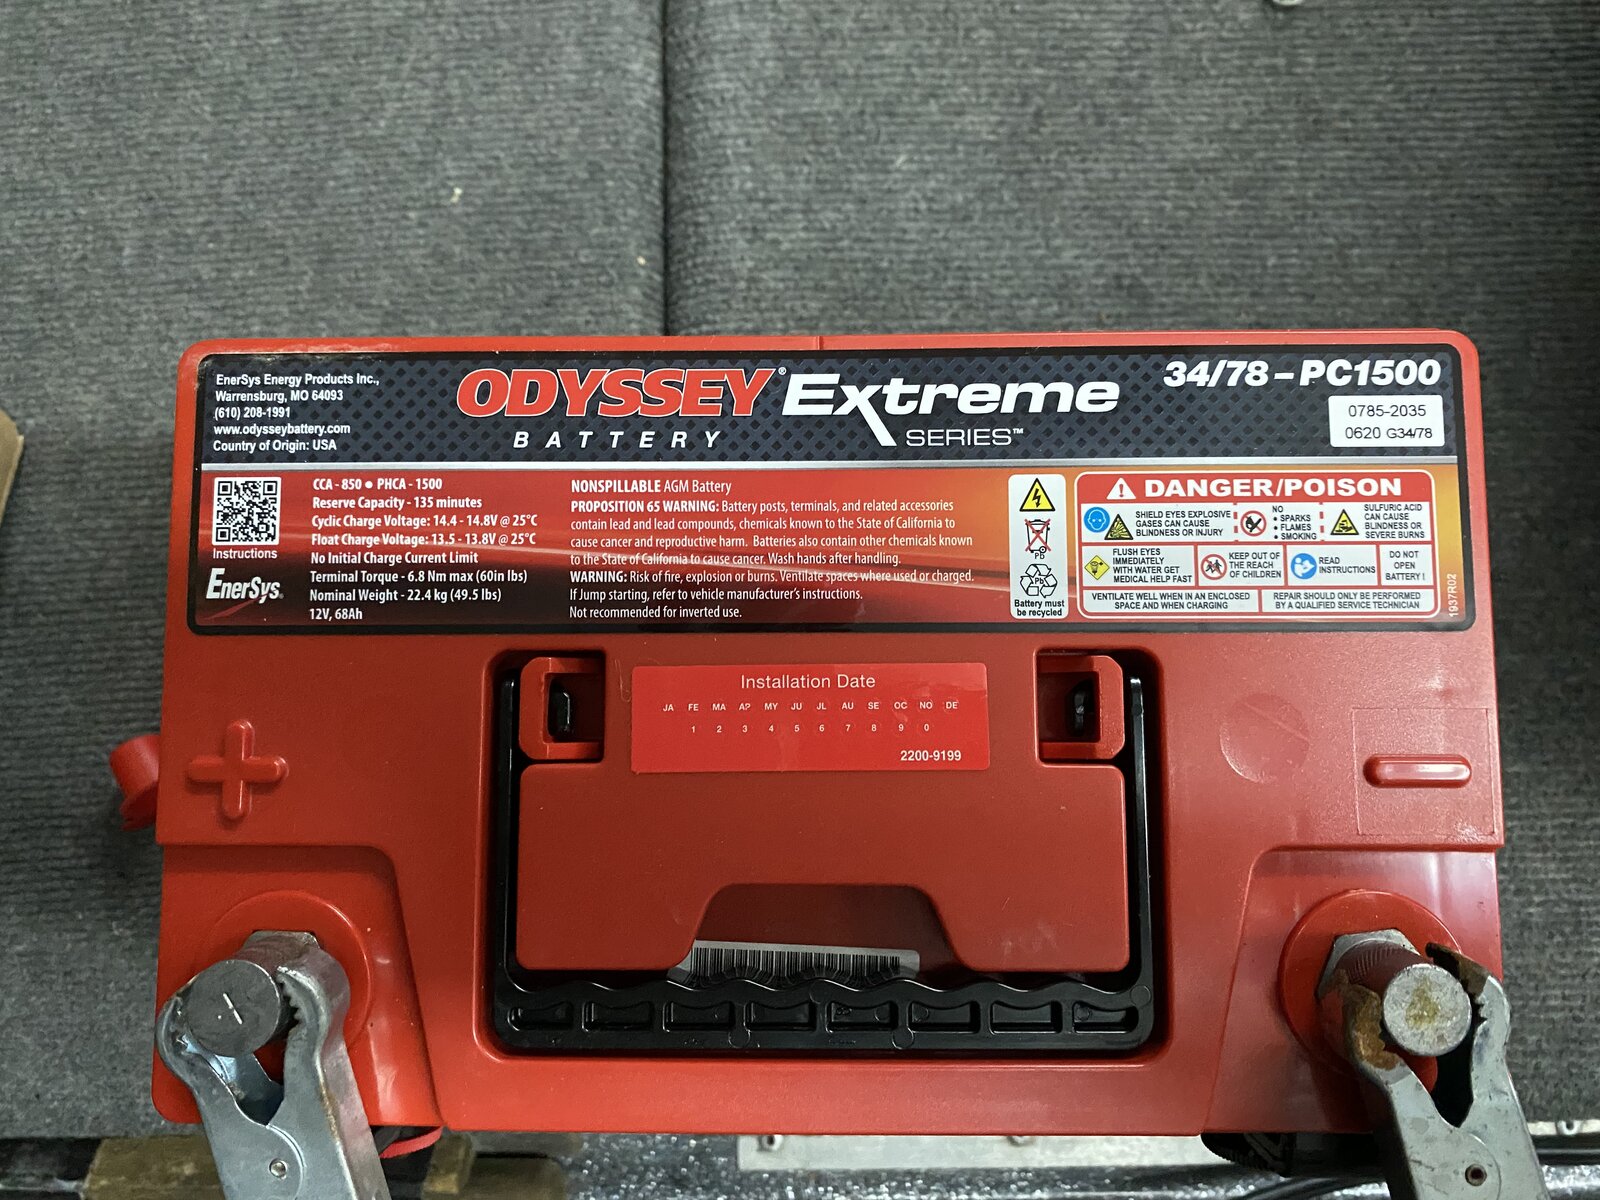 EnerSys Energy Products Inc.,
Warrensburg, MO 64093
(610) 208-1991
www.odysseybattery.com
Country of Origin: USA
ODYSSEY®
BATTERY
Extreme
SERIES™
34/78-PC1500
0785-2035
0620 G34/78
Instructions
EnerSys®
CCA - 850 ● PHCA - 1500
Reserve Capacity - 135 minutes
Cyclic Charge Voltage: 14.4 - 14.8V @ 25°C
Float Charge Voltage: 13.5 - 13.8V @ 25°C
No Initial Charge Current Limit
Terminal Torque - 6.8 Nm max (60in lbs)
Nominal Weight - 22.4 kg (49.5 lbs)
12V, 68Ah
NONSPILLABLE AGM Battery
PROPOSITION 65 WARNING: Battery posts, terminals, and related accessories
contain lead and lead compounds, chemicals known to the State of California to
cause cancer and reproductive harm. Batteries also contain other chemicals known
to the State of California to cause cancer. Wash hands after handling.
WARNING: Risk of fire, explosion or burns. Ventilate spaces where used or charged.
If Jump starting, refer to vehicle manufacturer's instructions.
Not recommended for inverted use.
Pb
Pb
Battery must
be recycled
DANGER/POISON
SHIELD EYES EXPLOSIVE
GASES CAN CAUSE
BLINDNESS OR INJURY
NO
• SPARKS
• FLAMES
• SMOKING
SULFURIC ACID
CAN CAUSE
BLINDNESS OR
SEVERE BURNS
FLUSH EYES
IMMEDIATELY
WITH WATER GET
MEDICAL HELP FAST
KEEP OUT OF
THE REACH
OF CHILDREN
READ
INSTRUCTIONS
DO NOT
OPEN
BATTERY!
VENTILATE WELL WHEN IN AN ENCLOSED
SPACE AND WHEN CHARGING
REPAIR SHOULD ONLY BE PERFORMED
BY A QUALIFIED SERVICE TECHNICIAN
1937R02
Installation Date
JA FE MA AP MY JU JL AU SE OC NO DE
1 2 3 4 5 6 7 8 9 0
2200-9199
+
−